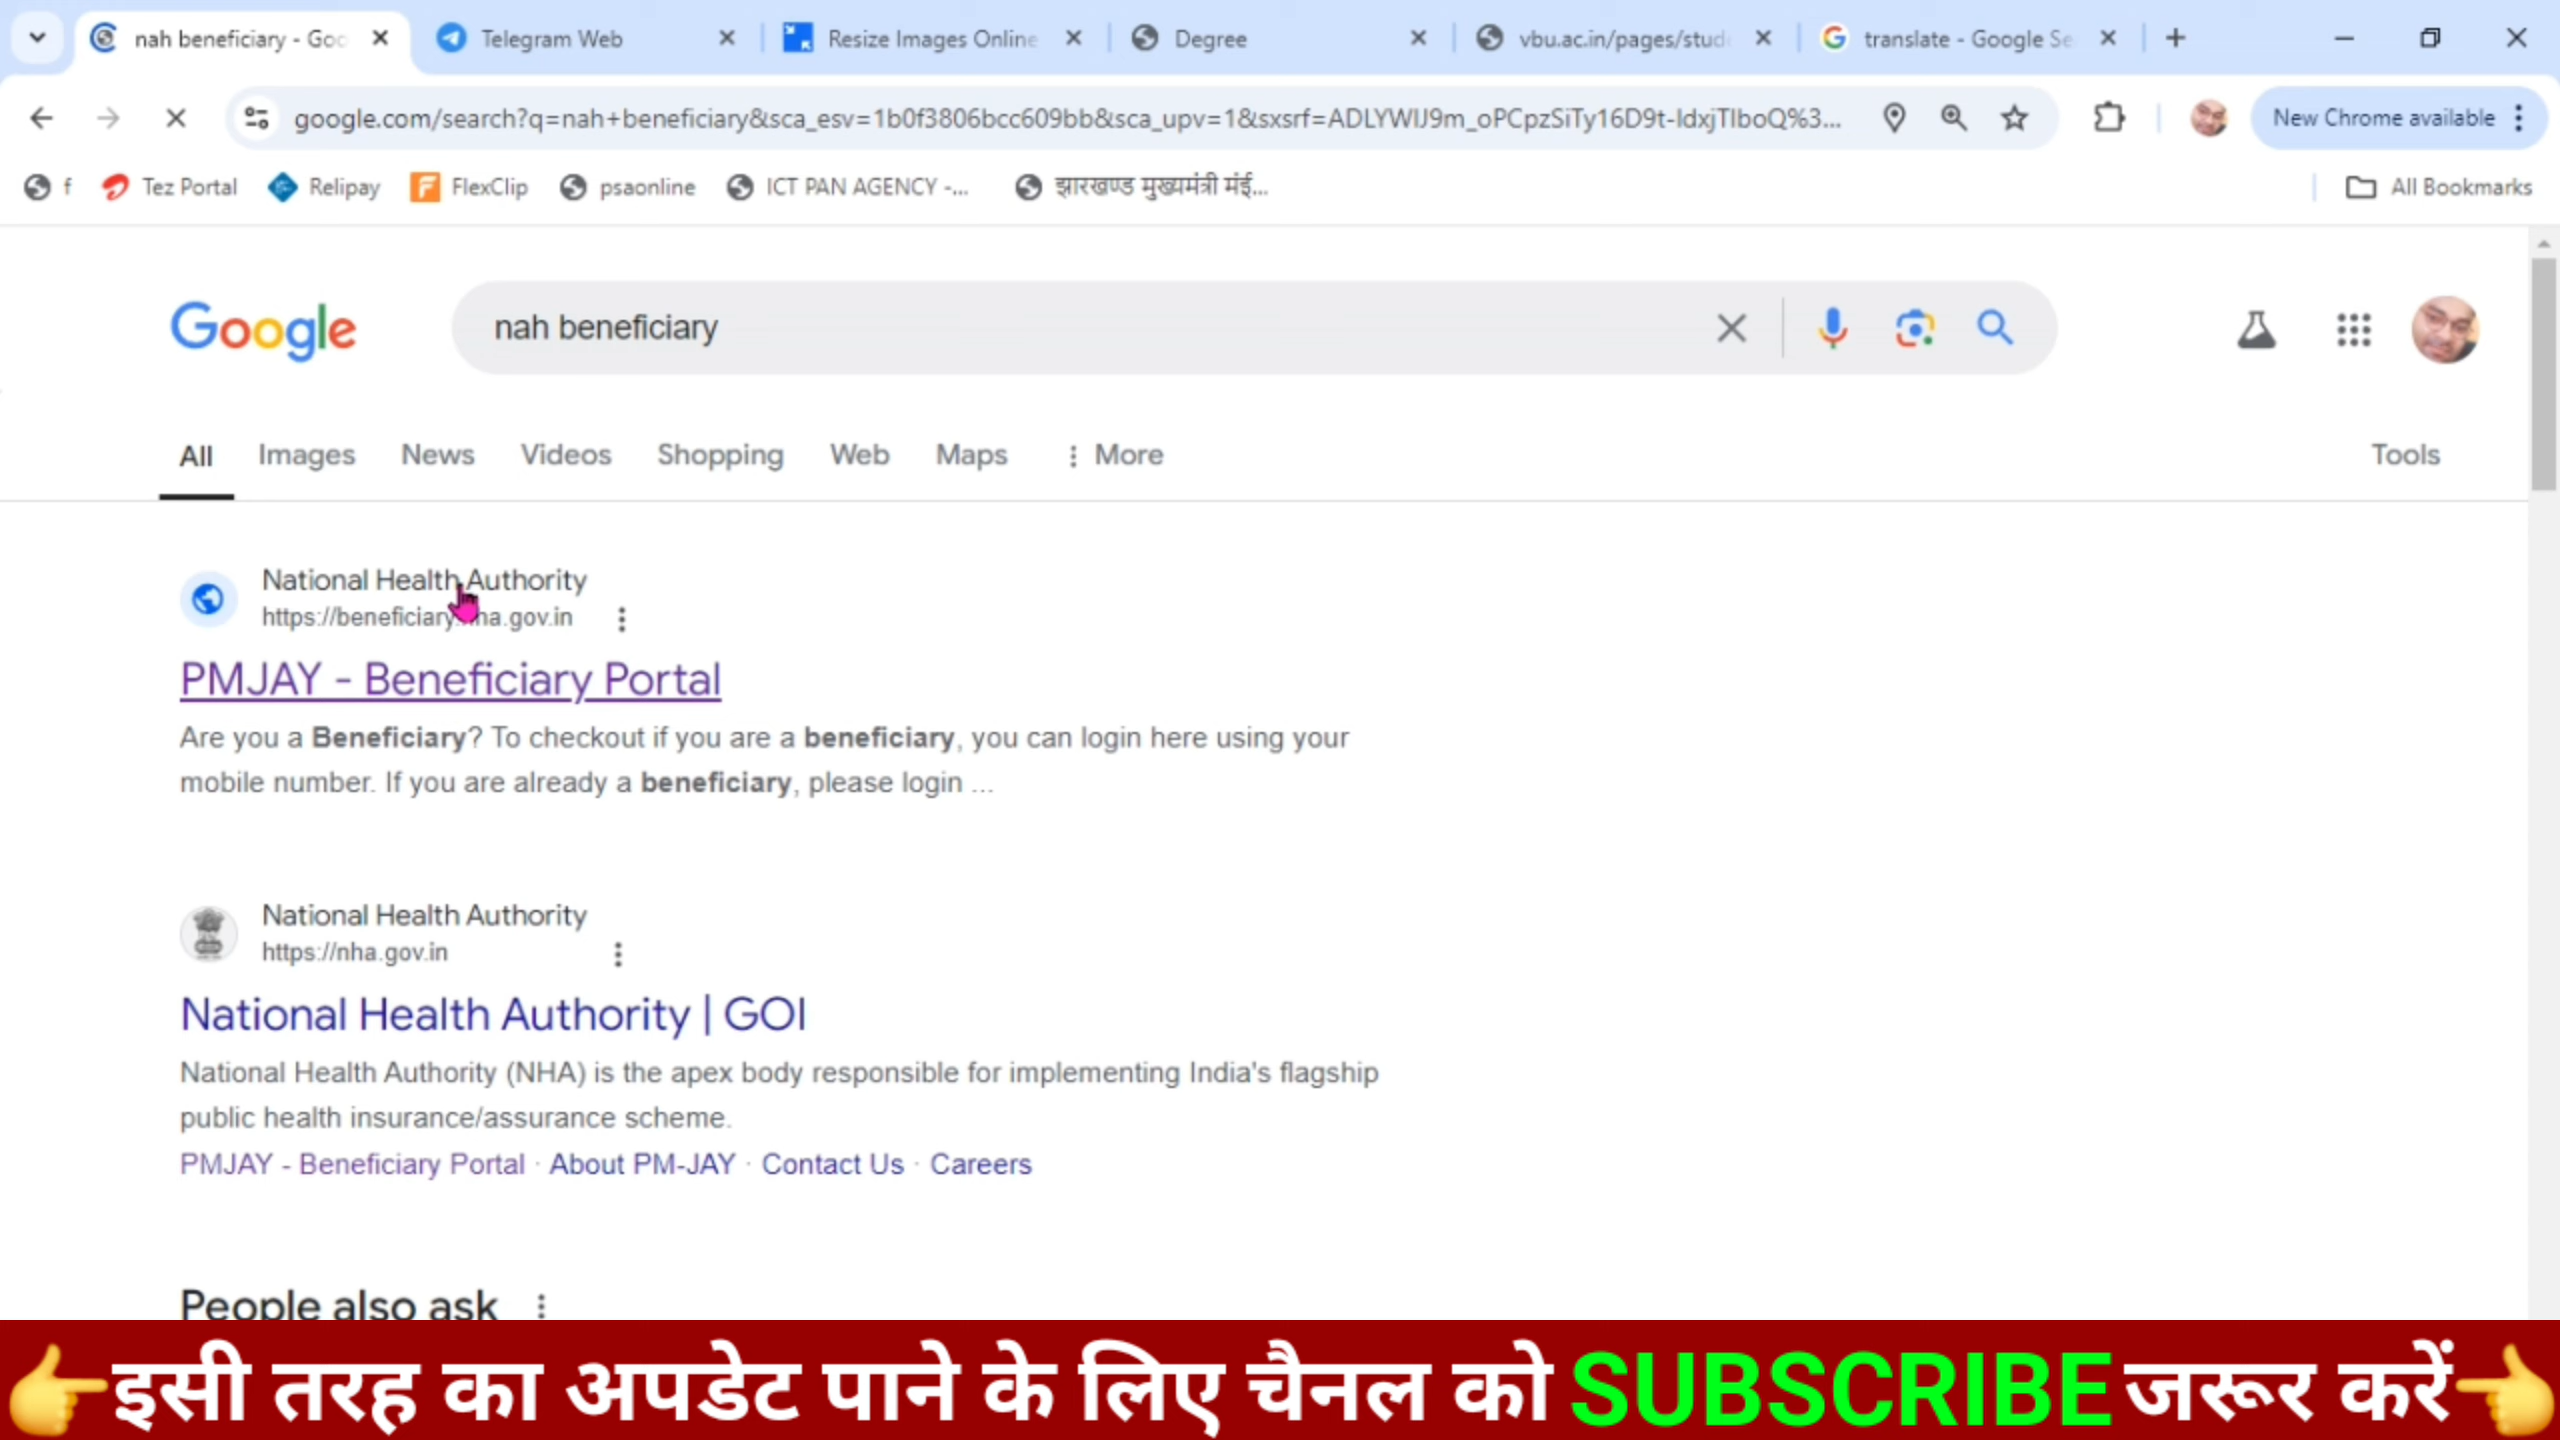 nah beneficiary - Goo
Telegram Web
Resize Images Online
Degree
vbu.ac.in/pages/stud
translate - Google Se
google.com/search?q=nah+beneficiary&sca_esv=1b0f3806bcc609bb&sca_upv=1&sxsrf=ADLYWIJ9m_oPCpzSiTy16D9t-IdxjTlboQ%3...
New Chrome available
f
Tez Portal
Relipay
FlexClip
psaonline
ICT PAN AGENCY -...
झारखण्ड मुख्यमंत्री मंई...
All Bookmarks
Google
nah beneficiary
All
Images
News
Videos
Shopping
Web
Maps
More
Tools
National Health Authority
https://beneficiary.nha.gov.in
PMJAY - Beneficiary Portal
Are you a Beneficiary? To checkout if you are a beneficiary, you can login here using your
mobile number. If you are already a beneficiary, please login ...
National Health Authority
https://nha.gov.in
National Health Authority | GOI
National Health Authority (NHA) is the apex body responsible for implementing India's flagship
public health insurance/assurance scheme.
PMJAY - Beneficiary Portal · About PM-JAY · Contact Us · Careers
People also ask
इसी तरह का अपडेट पाने के लिए चैनल को SUBSCRIBE जरूर करें